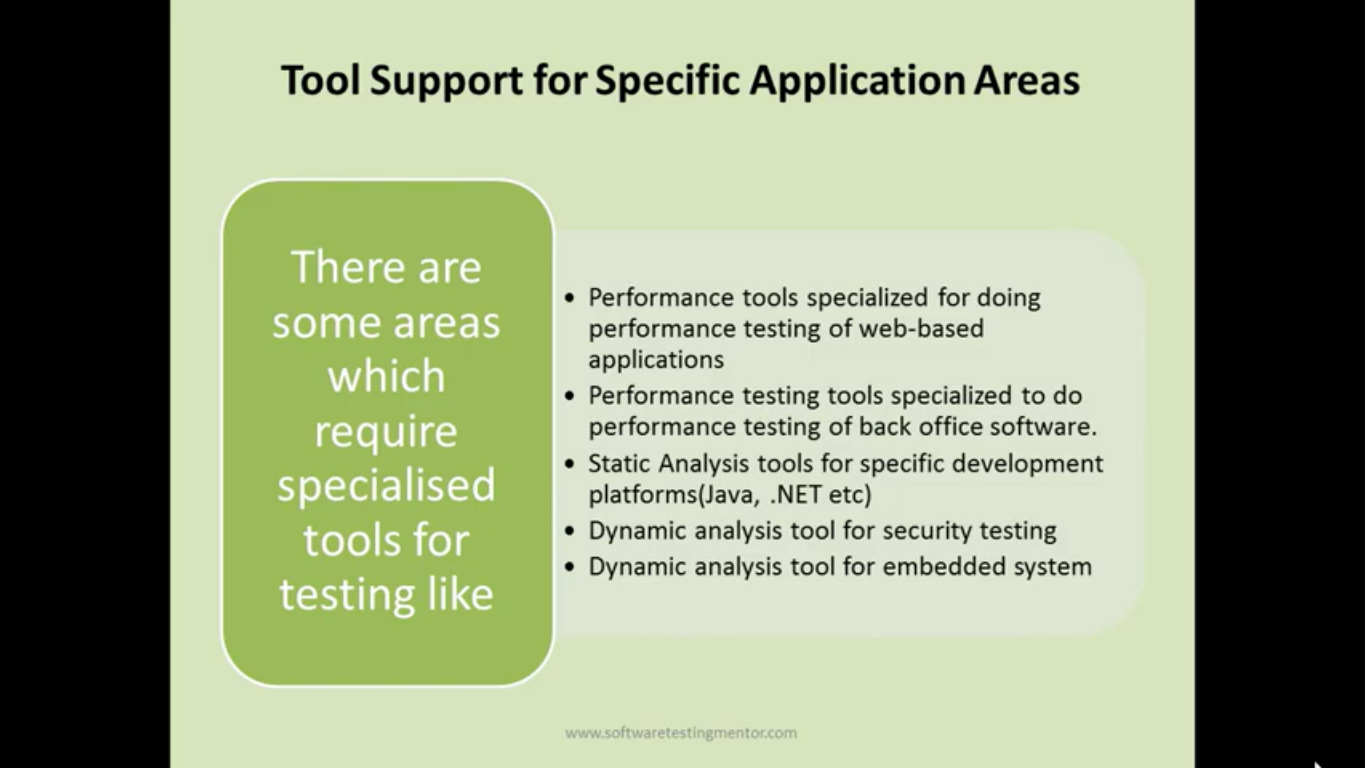 Tool Support for Specific Application Areas
There are
some areas
which
require
specialised
tools for
testing like
• Performance tools specialized for doing
performance testing of web-based
applications
• Performance testing tools specialized to do
performance testing of back office software.
• Static Analysis tools for specific development
platforms(Java, .NET etc)
• Dynamic analysis tool for security testing
• Dynamic analysis tool for embedded system
www.softwaretestingmentor.com